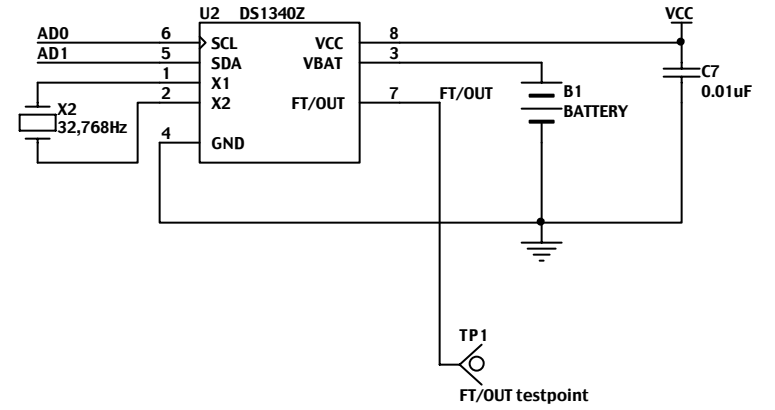 U2 DS1340Z
VCC
AD0 6 SCL VCC 8
AD1 5 SDA VBAT 3
1 X1
2 X2 FT/OUT 7 FT/OUT
X2
32,768Hz
4 GND
B1
BATTERY
C7
0.01uF
TP1
FT/OUT testpoint